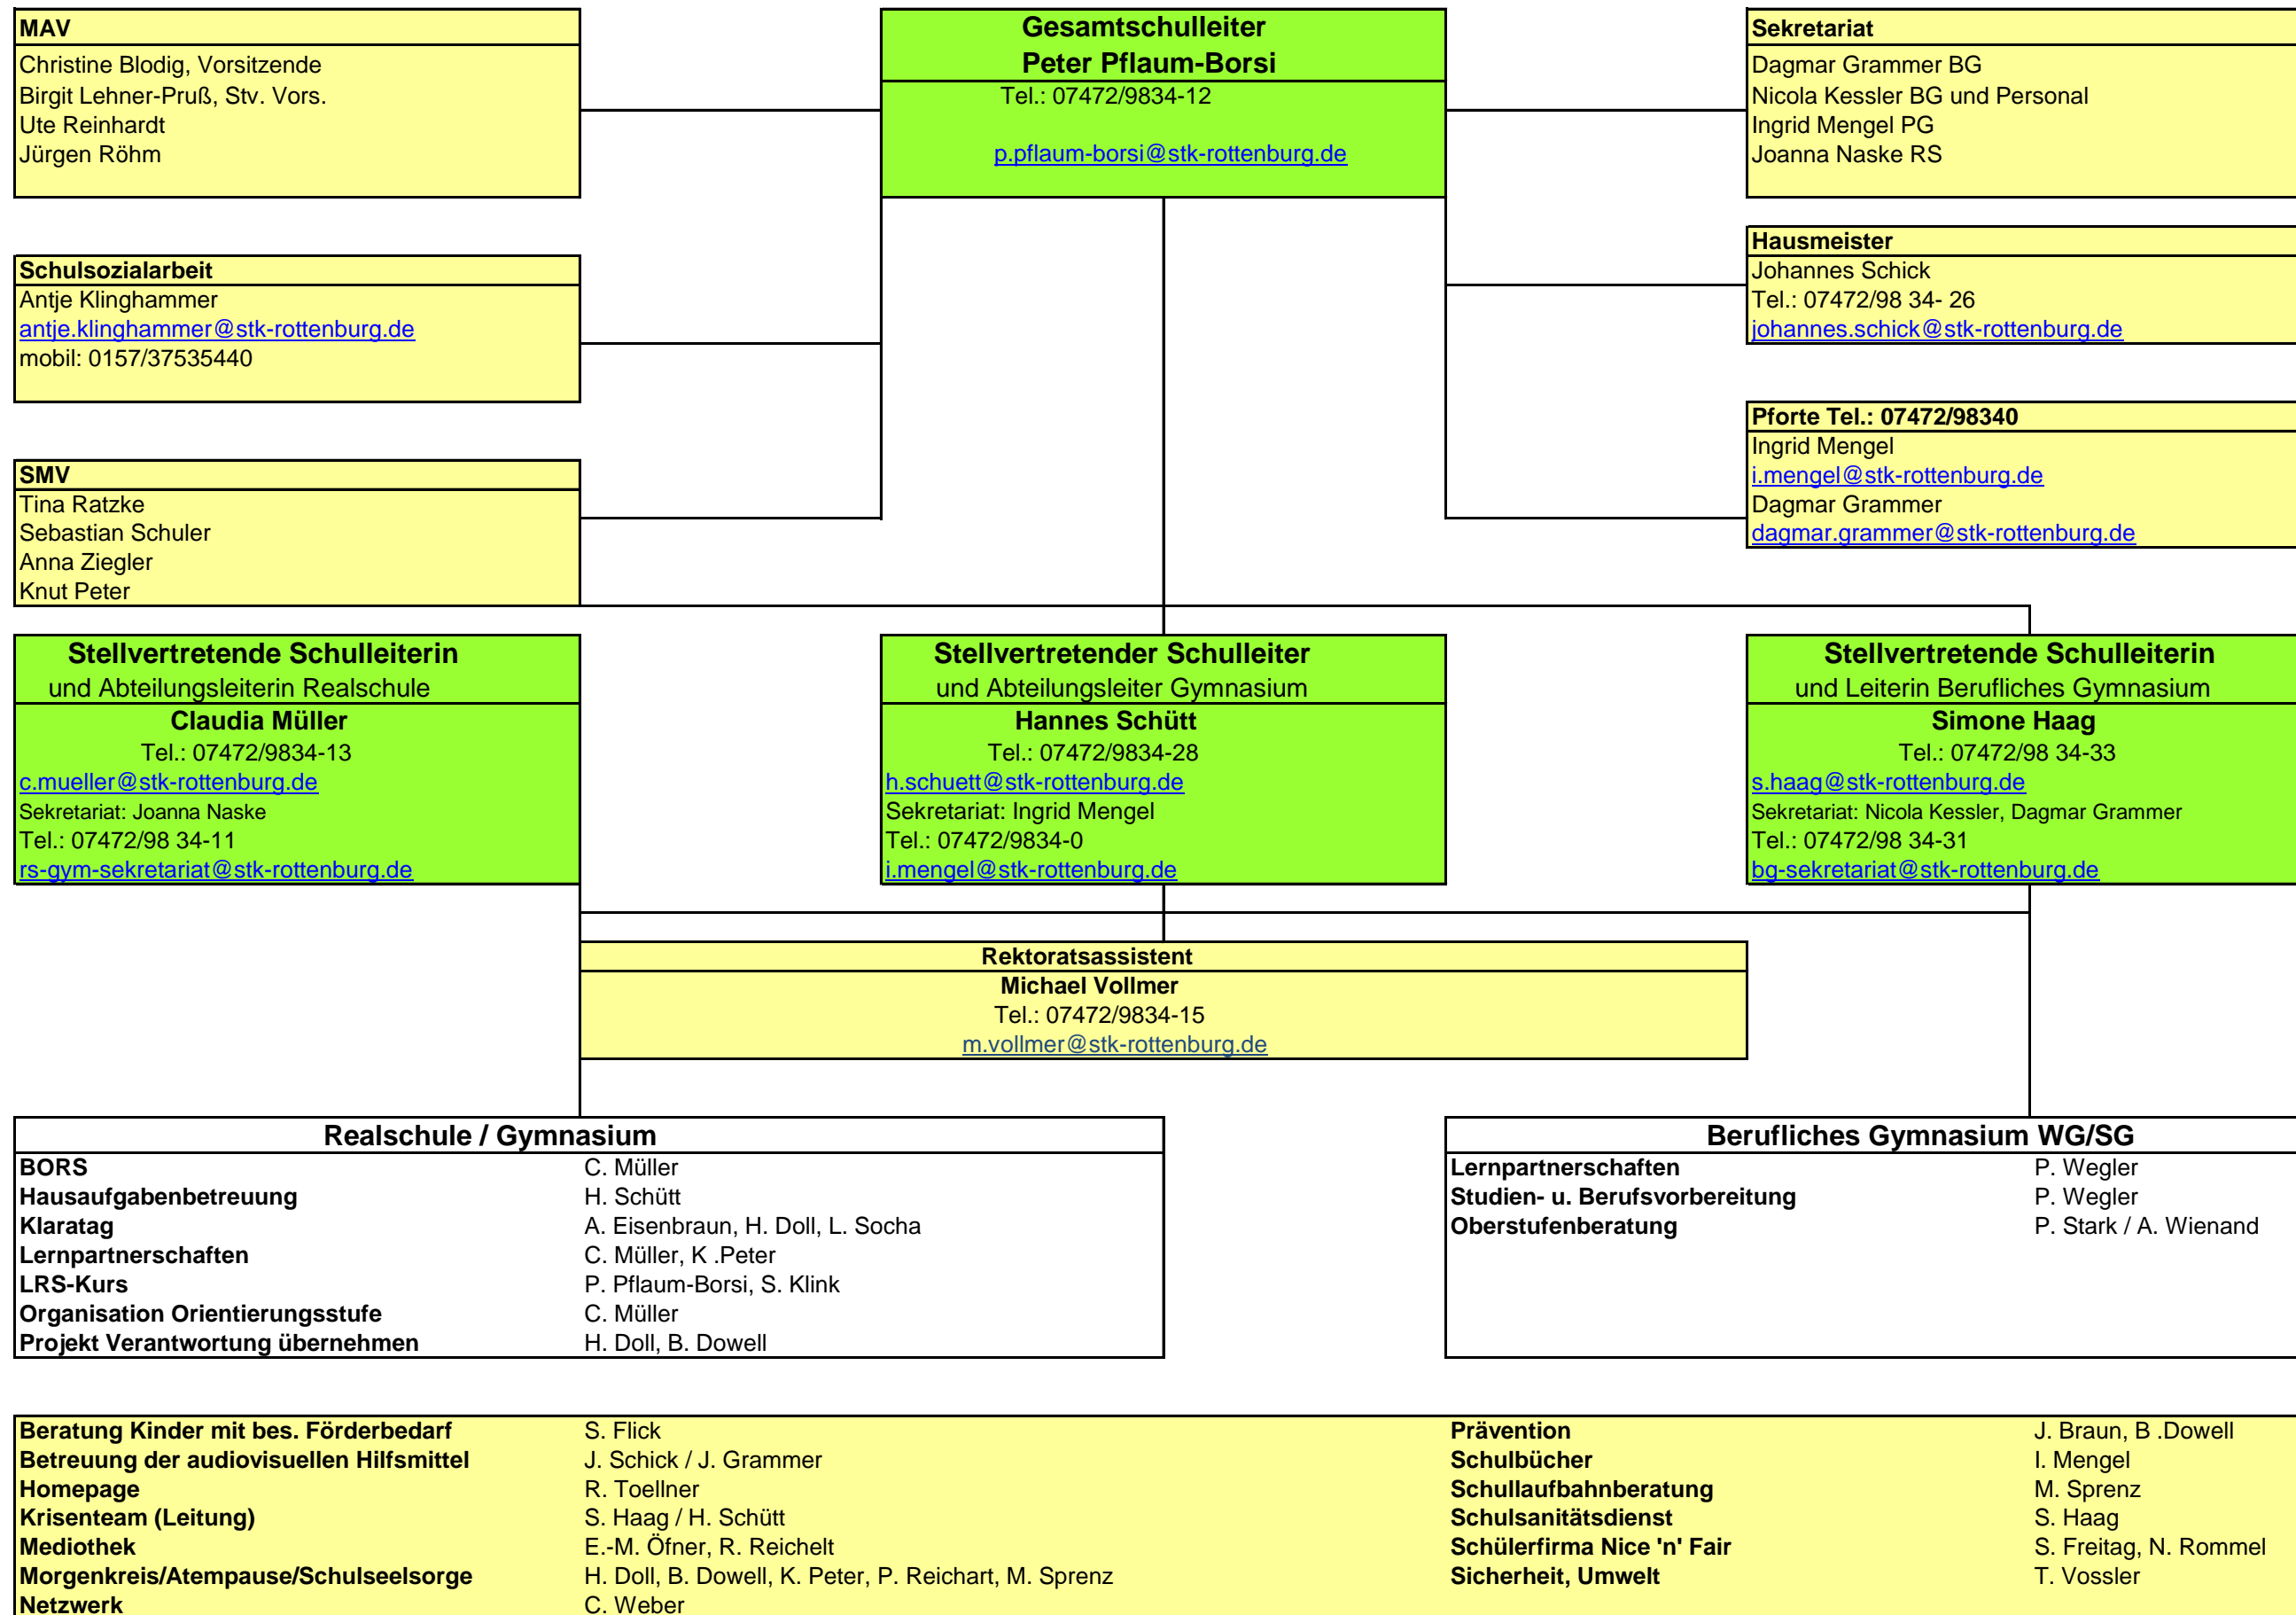 MAV
Christine Blodig, Vorsitzende
Birgit Lehner-Pruß, Stv. Vors.
Ute Reinhardt
Jürgen Röhm
Gesamtschulleiter
Peter Pflaum-Borsi
Tel.: 07472/9834-12
p.pflaum-borsi@stk-rottenburg.de
Sekretariat
Dagmar Grammer BG
Nicola Kessler BG und Personal
Ingrid Mengel PG
Joanna Naske RS
Schulsozialarbeit
Antje Klinghammer
antje.klinghammer@stk-rottenburg.de
mobil: 0157/37535440
Hausmeister
Johannes Schick
Tel.: 07472/98 34- 26
johannes.schick@stk-rottenburg.de
Pforte Tel.: 07472/98340
Ingrid Mengel
i.mengel@stk-rottenburg.de
Dagmar Grammer
dagmar.grammer@stk-rottenburg.de
SMV
Tina Ratzke
Sebastian Schuler
Anna Ziegler
Knut Peter
Stellvertretende Schulleiterin
und Abteilungsleiterin Realschule
Claudia Müller
Tel.: 07472/9834-13
c.mueller@stk-rottenburg.de
Sekretariat: Joanna Naske
Tel.: 07472/98 34-11
rs-gym-sekretariat@stk-rottenburg.de
Stellvertretender Schulleiter
und Abteilungsleiter Gymnasium
Hannes Schütt
Tel.: 07472/9834-28
h.schuett@stk-rottenburg.de
Sekretariat: Ingrid Mengel
Tel.: 07472/9834-0
i.mengel@stk-rottenburg.de
Stellvertretende Schulleiterin
und Leiterin Berufliches Gymnasium
Simone Haag
Tel.: 07472/98 34-33
s.haag@stk-rottenburg.de
Sekretariat: Nicola Kessler, Dagmar Grammer
Tel.: 07472/98 34-31
bg-sekretariat@stk-rottenburg.de
Rektoratsassistent
Michael Vollmer
Tel.: 07472/9834-15
m.vollmer@stk-rottenburg.de
Realschule / Gymnasium
BORS C. Müller
Hausaufgabenbetreuung H. Schütt
Klaratag A. Eisenbraun, H. Doll, L. Socha
Lernpartnerschaften C. Müller, K .Peter
LRS-Kurs P. Pflaum-Borsi, S. Klink
Organisation Orientierungsstufe C. Müller
Projekt Verantwortung übernehmen H. Doll, B. Dowell
Berufliches Gymnasium WG/SG
Lernpartnerschaften P. Wegler
Studien- u. Berufsvorbereitung P. Wegler
Oberstufenberatung P. Stark / A. Wienand
Beratung Kinder mit bes. Förderbedarf S. Flick
Betreuung der audiovisuellen Hilfsmittel J. Schick / J. Grammer
Homepage R. Toellner
Krisenteam (Leitung) S. Haag / H. Schütt
Mediothek E.-M. Öfner, R. Reichelt
Morgenkreis/Atempause/Schulseelsorge H. Doll, B. Dowell, K. Peter, P. Reichart, M. Sprenz
Netzwerk C. Weber
Prävention J. Braun, B .Dowell
Schulbücher I. Mengel
Schullaufbahnberatung M. Sprenz
Schulsanitätsdienst S. Haag
Schülerfirma Nice 'n' Fair S. Freitag, N. Rommel
Sicherheit, Umwelt T. Vossler